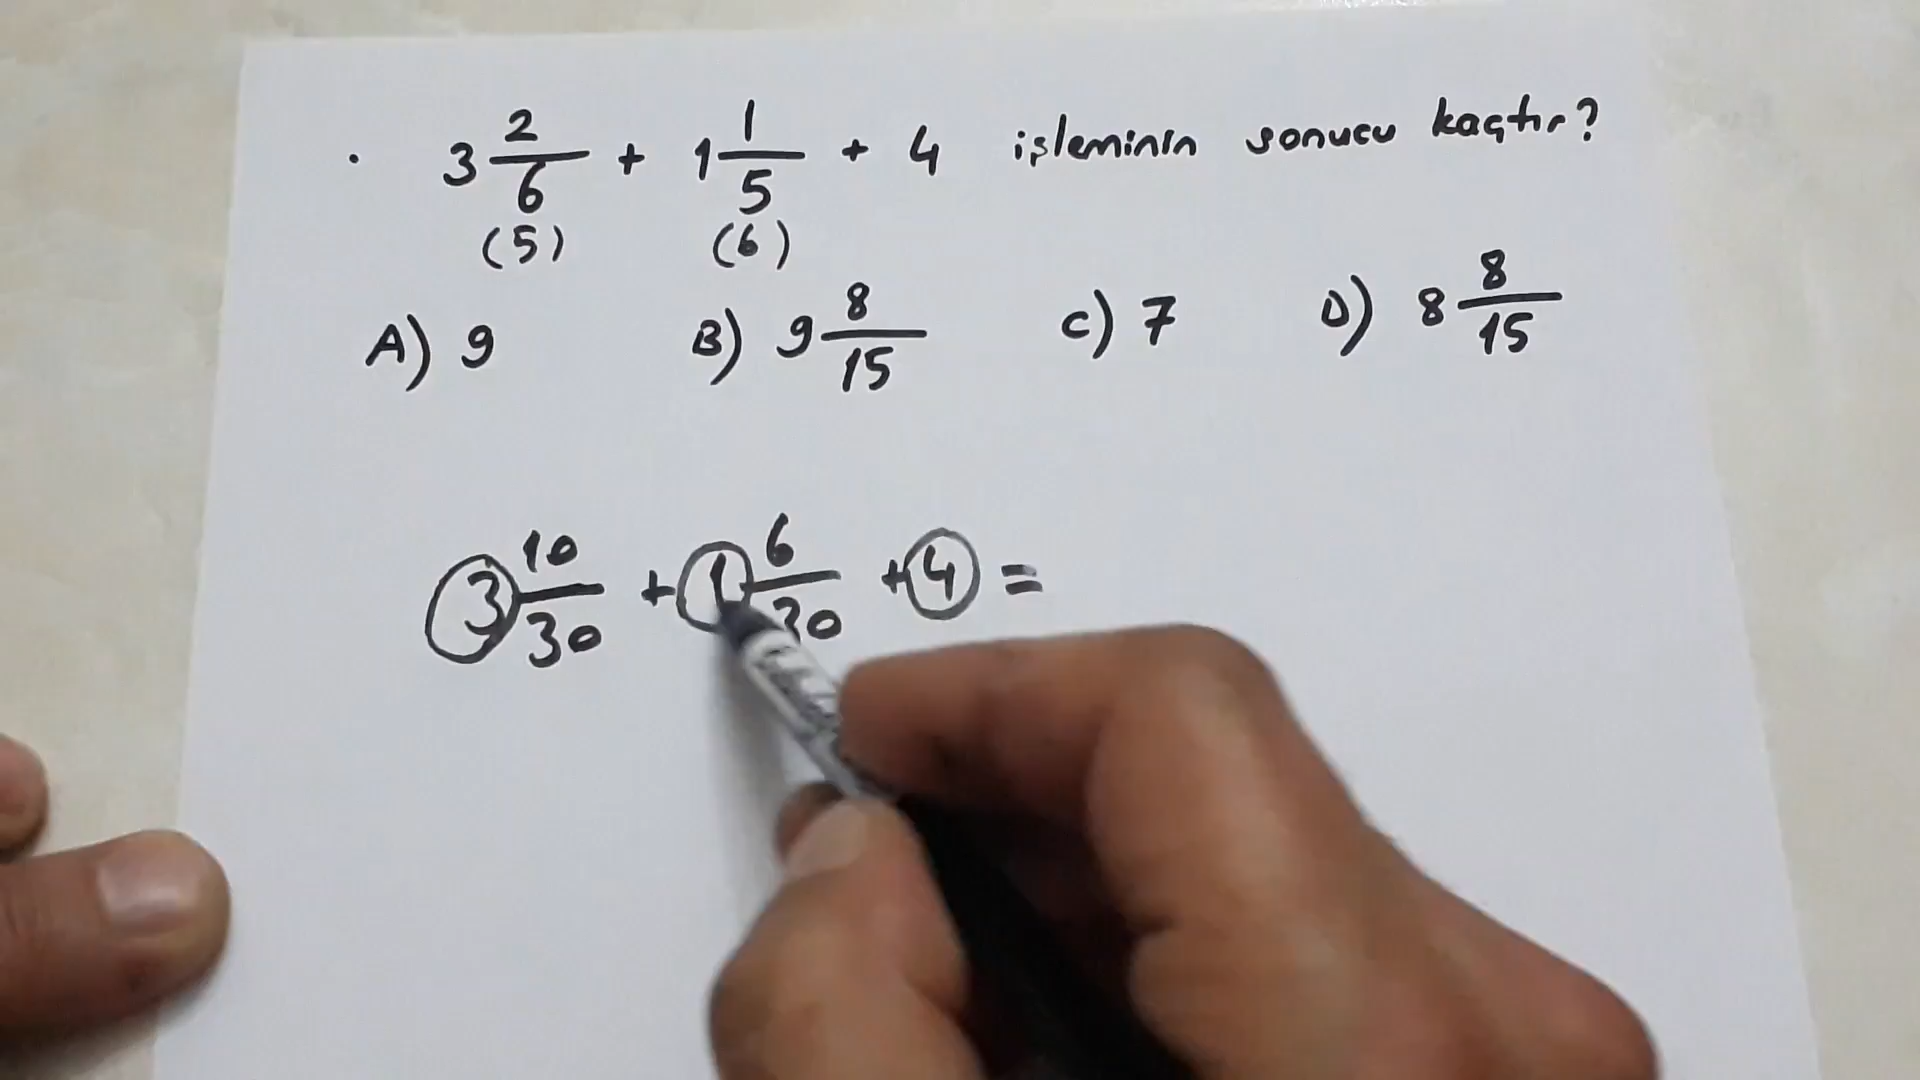 . 3 2/6 + 1 1/5 + 4 işleminin sonucu kaçtır?
(5) (6)
A) 9 B) 9 8/15 C) 7 D) 8 8/15
3 10/30 + 1 6/30 + 4 =